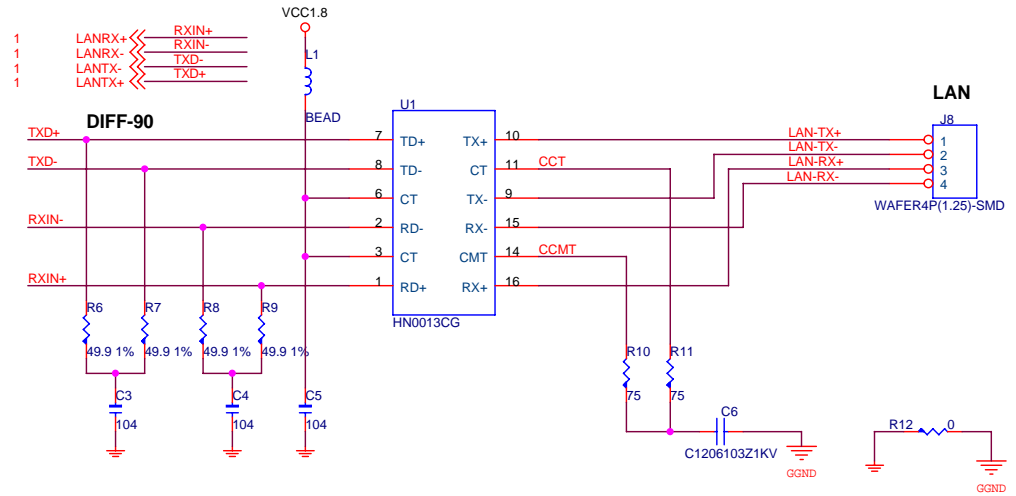 VCC1.8
1 LANRX+ RXIN+
1 LANRX- RXIN-
1 LANTX- TXD-
1 LANTX+ TXD+
L1
BEAD
DIFF-90
LAN
U1
J8
TXD+ 7 TD+ TX+ 10 LAN-TX+ 1
TXD- 8 TD- CT 11 CCT LAN-TX- 2
6 CT TX- 9 LAN-RX+ 3
RXIN- 2 RD- RX- 15 LAN-RX- 4
3 CT CMT 14 CCMT
RXIN+ 1 RD+ RX+ 16
WAFER4P(1.25)-SMD
HN0013CG
R6 R7 R8 R9
49.9 1% 49.9 1% 49.9 1% 49.9 1%
R10 R11
75 75
C3 C4 C5
104 104 104
C6
C1206103Z1KV
GGND
R12 0
GGND